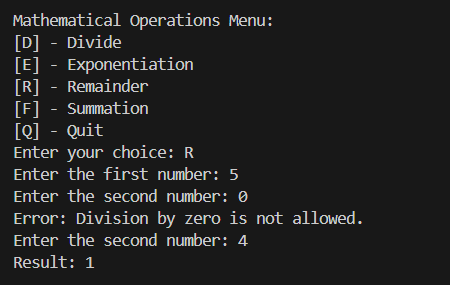 Mathematical Operations Menu:
[D] - Divide
[E] - Exponentiation
[R] - Remainder
[F] - Summation
[Q] - Quit
Enter your choice: R
Enter the first number: 5
Enter the second number: 0
Error: Division by zero is not allowed.
Enter the second number: 4
Result: 1